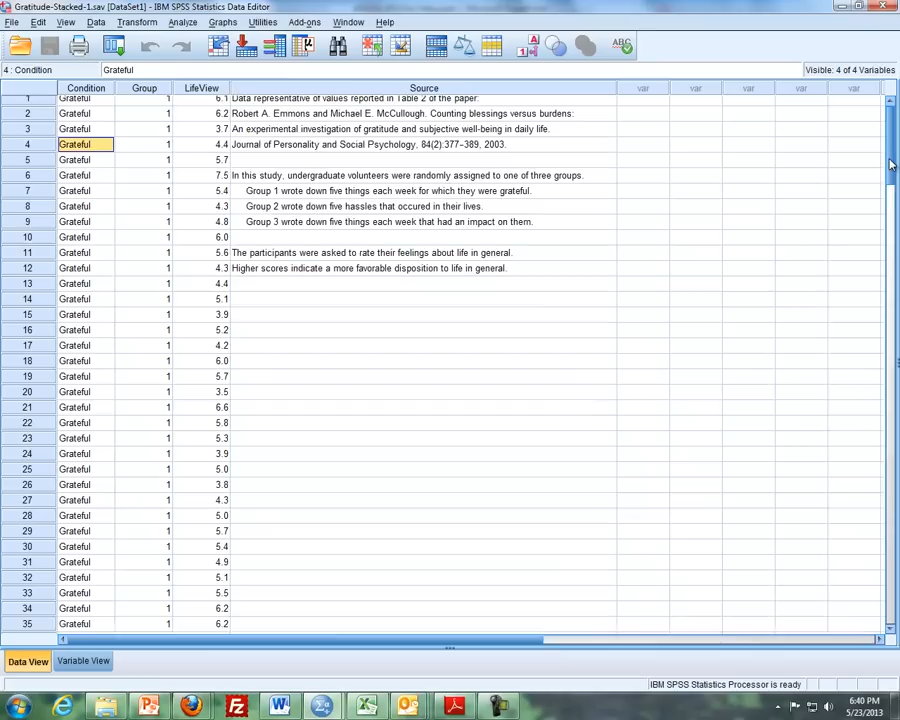 Gratitude-Stacked-1.sav [DataSet1] - IBM SPSS Statistics Data Editor
File Edit View Data Transform Analyze Graphs Utilities Add-ons Window Help
4 : Condition Grateful Visible: 4 of 4 Variables
Condition Group LifeView Source var var var var var
1 Grateful 1 6.1 Data representative of values reported in Table 2 of the paper:
2 Grateful 1 6.2 Robert A. Emmons and Michael E. McCullough. Counting blessings versus burdens:
3 Grateful 1 3.7 An experimental investigation of gratitude and subjective well-being in daily life.
4 Grateful 1 4.4 Journal of Personality and Social Psychology, 84(2):377–389, 2003.
5 Grateful 1 5.7
6 Grateful 1 7.5 In this study, undergraduate volunteers were randomly assigned to one of three groups.
7 Grateful 1 5.4 Group 1 wrote down five things each week for which they were grateful.
8 Grateful 1 4.3 Group 2 wrote down five hassles that occured in their lives.
9 Grateful 1 4.8 Group 3 wrote down five things each week that had an impact on them.
10 Grateful 1 6.0
11 Grateful 1 5.6 The participants were asked to rate their feelings about life in general.
12 Grateful 1 4.3 Higher scores indicate a more favorable disposition to life in general.
13 Grateful 1 4.4
14 Grateful 1 5.1
15 Grateful 1 3.9
16 Grateful 1 5.2
17 Grateful 1 4.2
18 Grateful 1 6.0
19 Grateful 1 5.7
20 Grateful 1 3.5
21 Grateful 1 6.6
22 Grateful 1 5.8
23 Grateful 1 5.3
24 Grateful 1 3.9
25 Grateful 1 5.0
26 Grateful 1 3.8
27 Grateful 1 4.3
28 Grateful 1 5.0
29 Grateful 1 5.7
30 Grateful 1 5.4
31 Grateful 1 4.9
32 Grateful 1 5.1
33 Grateful 1 5.5
34 Grateful 1 6.2
35 Grateful 1 6.2
Data View Variable View
IBM SPSS Statistics Processor is ready
6:40 PM
5/23/2013